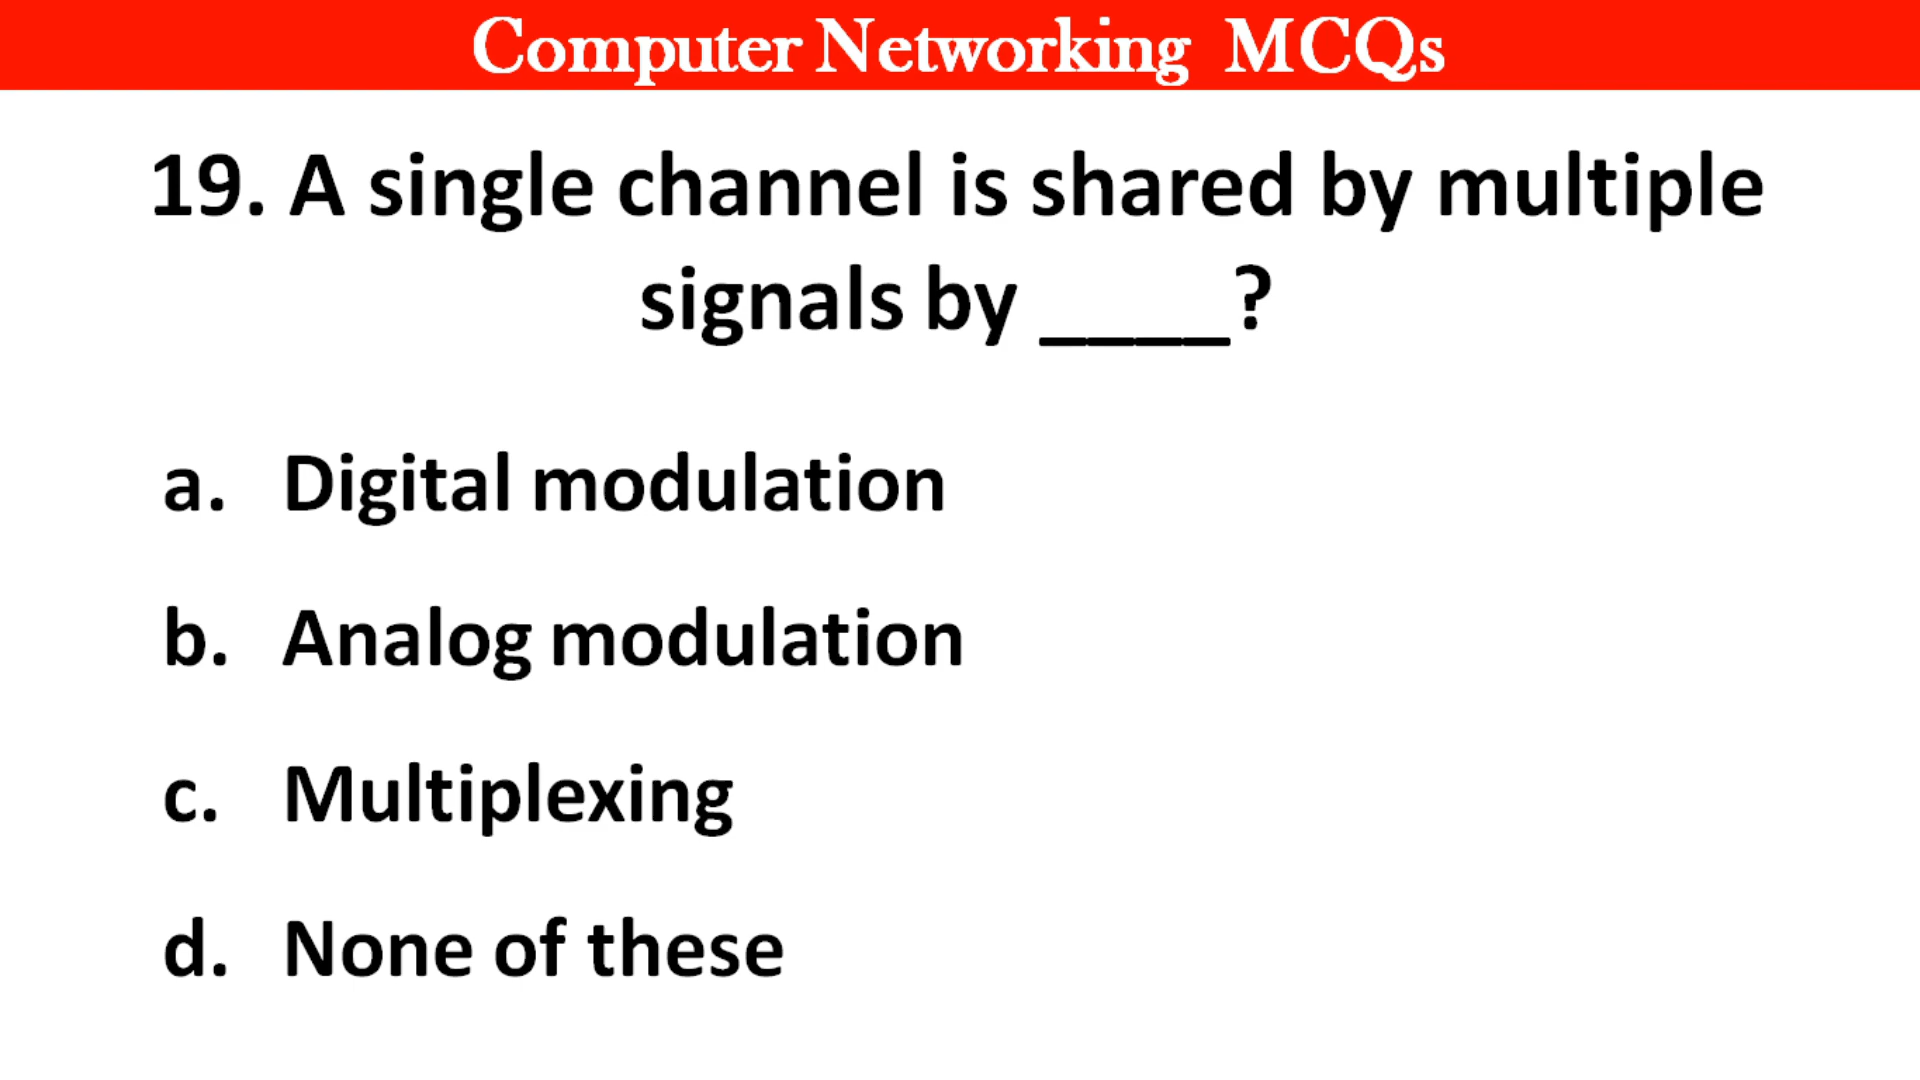 Computer Networking MCQs
19. A single channel is shared by multiple
signals by ____?
a. Digital modulation
b. Analog modulation
c. Multiplexing
d. None of these